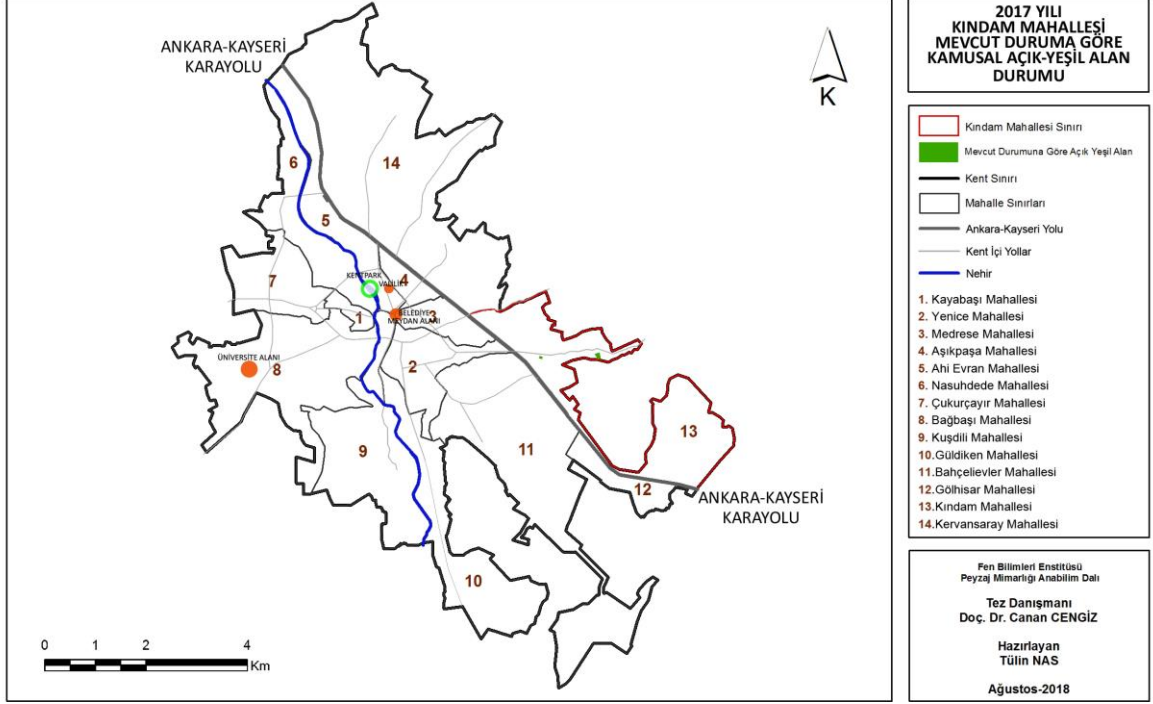 ANKARA-KAYSERİ
KARAYOLU
K
6
14
5
7
KENTPARK
VALİLİK
4
1
BELEDİYE
MEYDAN ALANI
3
ÜNİVERSİTE ALANI
8
2
9
11
13
12
ANKARA-KAYSERİ
KARAYOLU
10
0 1 2 4
Km
2017 YILI
KINDAM MAHALLESİ
MEVCUT DURUMA GÖRE
KAMUSAL AÇIK-YEŞİL ALAN
DURUMU
Kındam Mahallesi Sınırı
Mevcut Durumuna Göre Açık Yeşil Alan
Kent Sınırı
Mahalle Sınırları
Ankara-Kayseri Yolu
Kent İçi Yollar
Nehir
1. Kayabaşı Mahallesi
2. Yenice Mahallesi
3. Medrese Mahallesi
4. Aşıkpaşa Mahallesi
5. Ahi Evran Mahallesi
6. Nasuhdede Mahallesi
7. Çukurçayır Mahallesi
8. Bağbaşı Mahallesi
9. Kuşdili Mahallesi
10.Güldiken Mahallesi
11.Bahçelievler Mahallesi
12.Gölhisar Mahallesi
13.Kındam Mahallesi
14.Kervansaray Mahallesi
Fen Bilimleri Enstitüsü
Peyzaj Mimarlığı Anabilim Dalı
Tez Danışmanı
Doç. Dr. Canan CENGİZ
Hazırlayan
Tülin NAS
Ağustos-2018